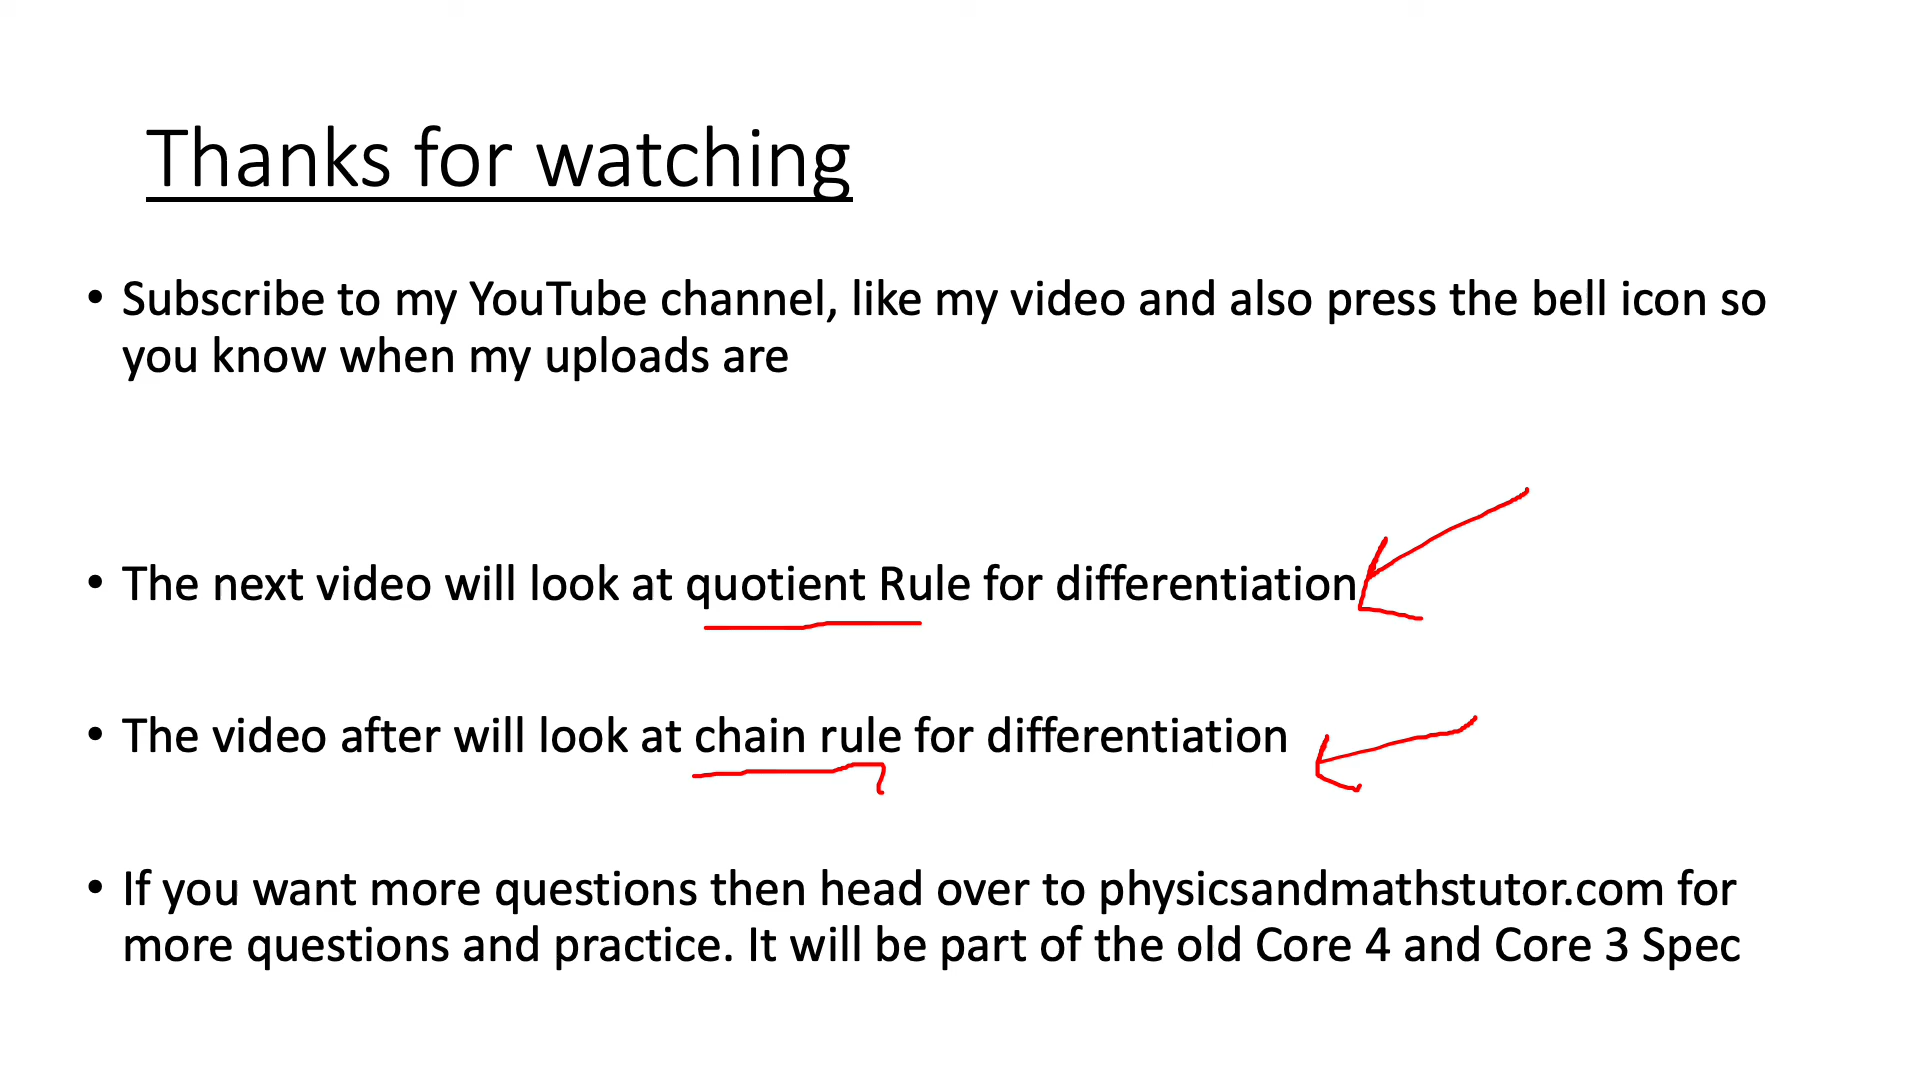 Thanks for watching
• Subscribe to my YouTube channel, like my video and also press the bell icon so
you know when my uploads are
• The next video will look at quotient Rule for differentiation
• The video after will look at chain rule for differentiation
• If you want more questions then head over to physicsandmathstutor.com for
more questions and practice. It will be part of the old Core 4 and Core 3 Spec